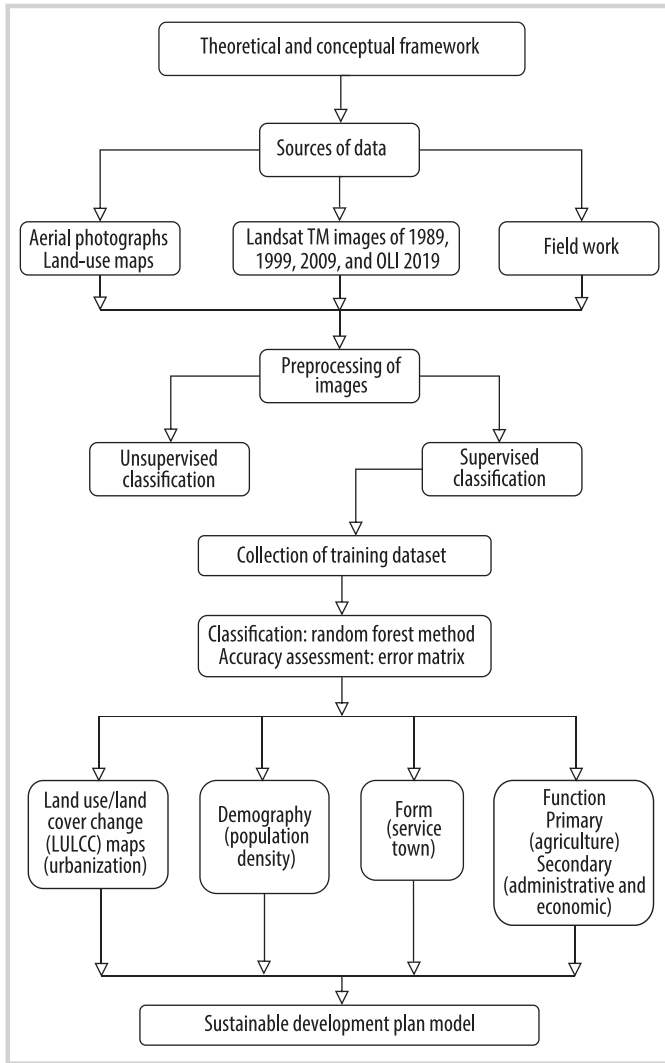 Theoretical and conceptual framework
Sources of data
Aerial photographs
Land-use maps
Landsat TM images of 1989,
1999, 2009, and OLI 2019
Field work
Preprocessing of
images
Unsupervised
classification
Supervised
classification
Collection of training dataset
Classification: random forest method
Accuracy assessment: error matrix
Land use/land
cover change
(LULCC) maps
(urbanization)
Demography
(population
density)
Form
(service
town)
Function
Primary
(agriculture)
Secondary
(administrative and
economic)
Sustainable development plan model